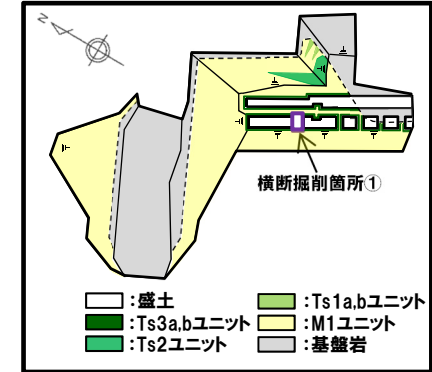 N
横断掘削箇所①
:盛土
:Ts1a,bユニット
:Ts3a,bユニット
:M1ユニット
:Ts2ユニット
:基盤岩